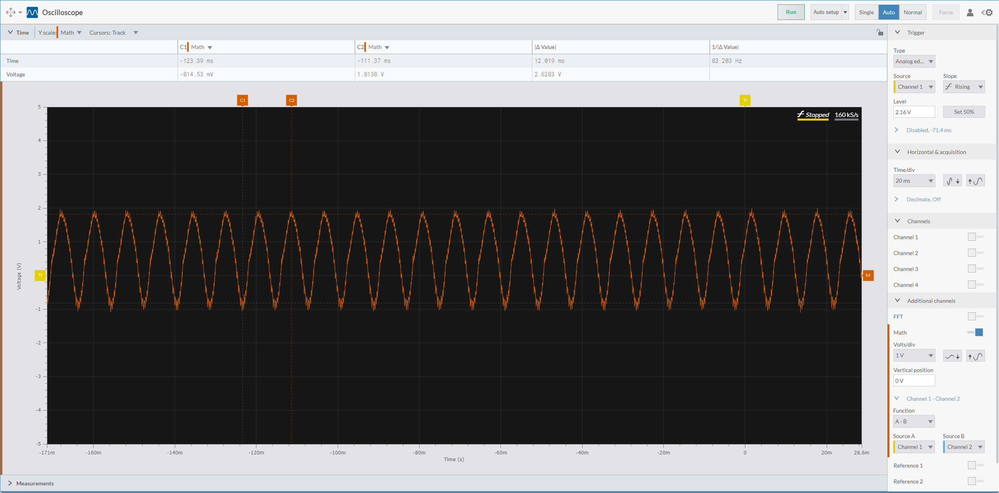 Oscilloscope
Run
Auto setup
Single
Auto
Normal
Force
Time
Y scale:
Math
Cursors: Track
C1 Math
C2 Math
|Δ Value|
1/|Δ Value|
Time
-123.39 ms
-111.37 ms
12.019 ms
83.203 Hz
Voltage
-814.53 mV
1.8138 V
2.6283 V
C1
C2
Tr
Stopped
160 kS/s
5
4
3
2
1
-1
-2
-3
-4
-5
Voltage (V)
Tr
M
-171m
-160m
-140m
-120m
-100m
-80m
-60m
-40m
-20m
0
20m
28.6m
Time (s)
Measurements
Trigger
Type
Analog ed...
Source
Slope
Channel 1
Rising
Level
2.16 V
Set 50%
Disabled, -71.4 ms
Horizontal & acquisition
Time/div
20 ms
Decimate, Off
Channels
Channel 1
Channel 2
Channel 3
Channel 4
Additional channels
FFT
Math
Volts/div
1 V
Vertical position
0 V
Channel 1 - Channel 2
Function
A - B
Source A
Source B
Channel 1
Channel 2
Reference 1
Reference 2